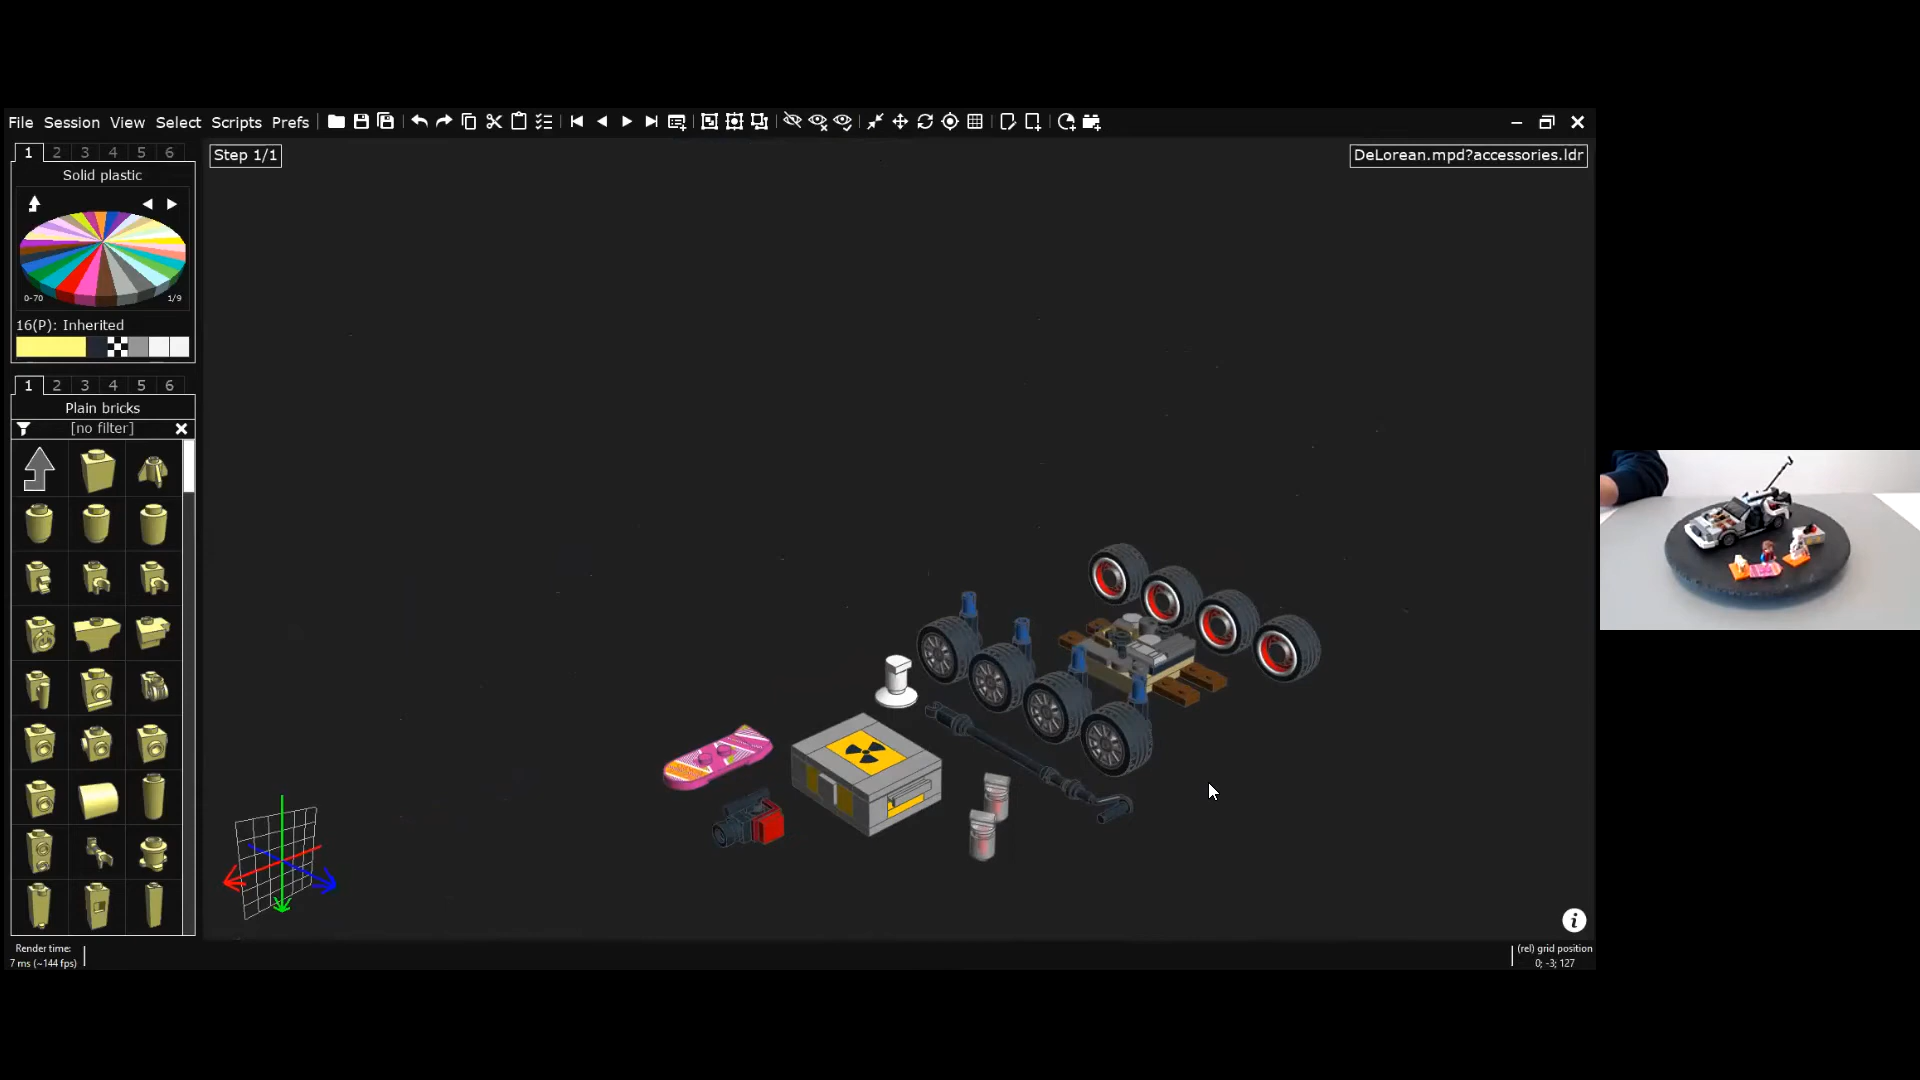 File Session View Select Scripts Prefs
1 2 3 4 5 6
Solid plastic
0-70 1/9
16(P): Inherited
1 2 3 4 5 6
Plain bricks
[no filter]
Step 1/1
DeLorean.mpd?accessories.ldr
Render time:
7 ms (~144 fps)
(rel) grid position
0; -3; 127